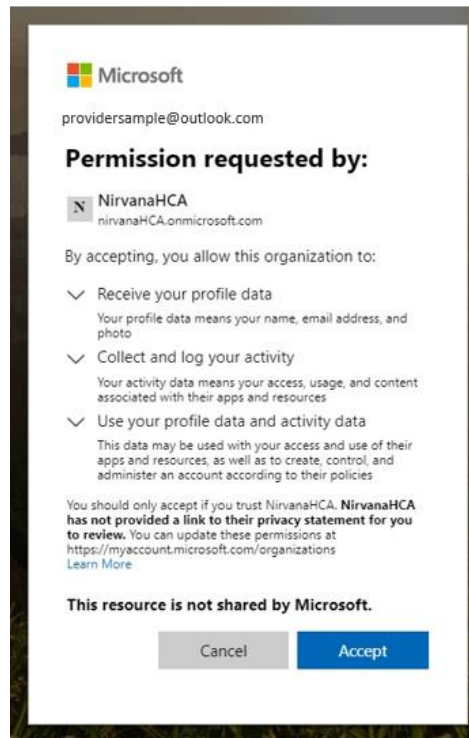 Microsoft
providersample@outlook.com
Permission requested by:
N
NirvanaHCA
nirvanaHCA.onmicrosoft.com
By accepting, you allow this organization to:
Receive your profile data
Your profile data means your name, email address, and
photo
Collect and log your activity
Your activity data means your access, usage, and content
associated with their apps and resources
Use your profile data and activity data
This data may be used with your access and use of their
apps and resources, as well as to create, control, and
administer an account according to their policies
You should only accept if you trust NirvanaHCA. NirvanaHCA
has not provided a link to their privacy statement for you
to review. You can update these permissions at
https://myaccount.microsoft.com/organizations
Learn More
This resource is not shared by Microsoft.
Cancel
Accept